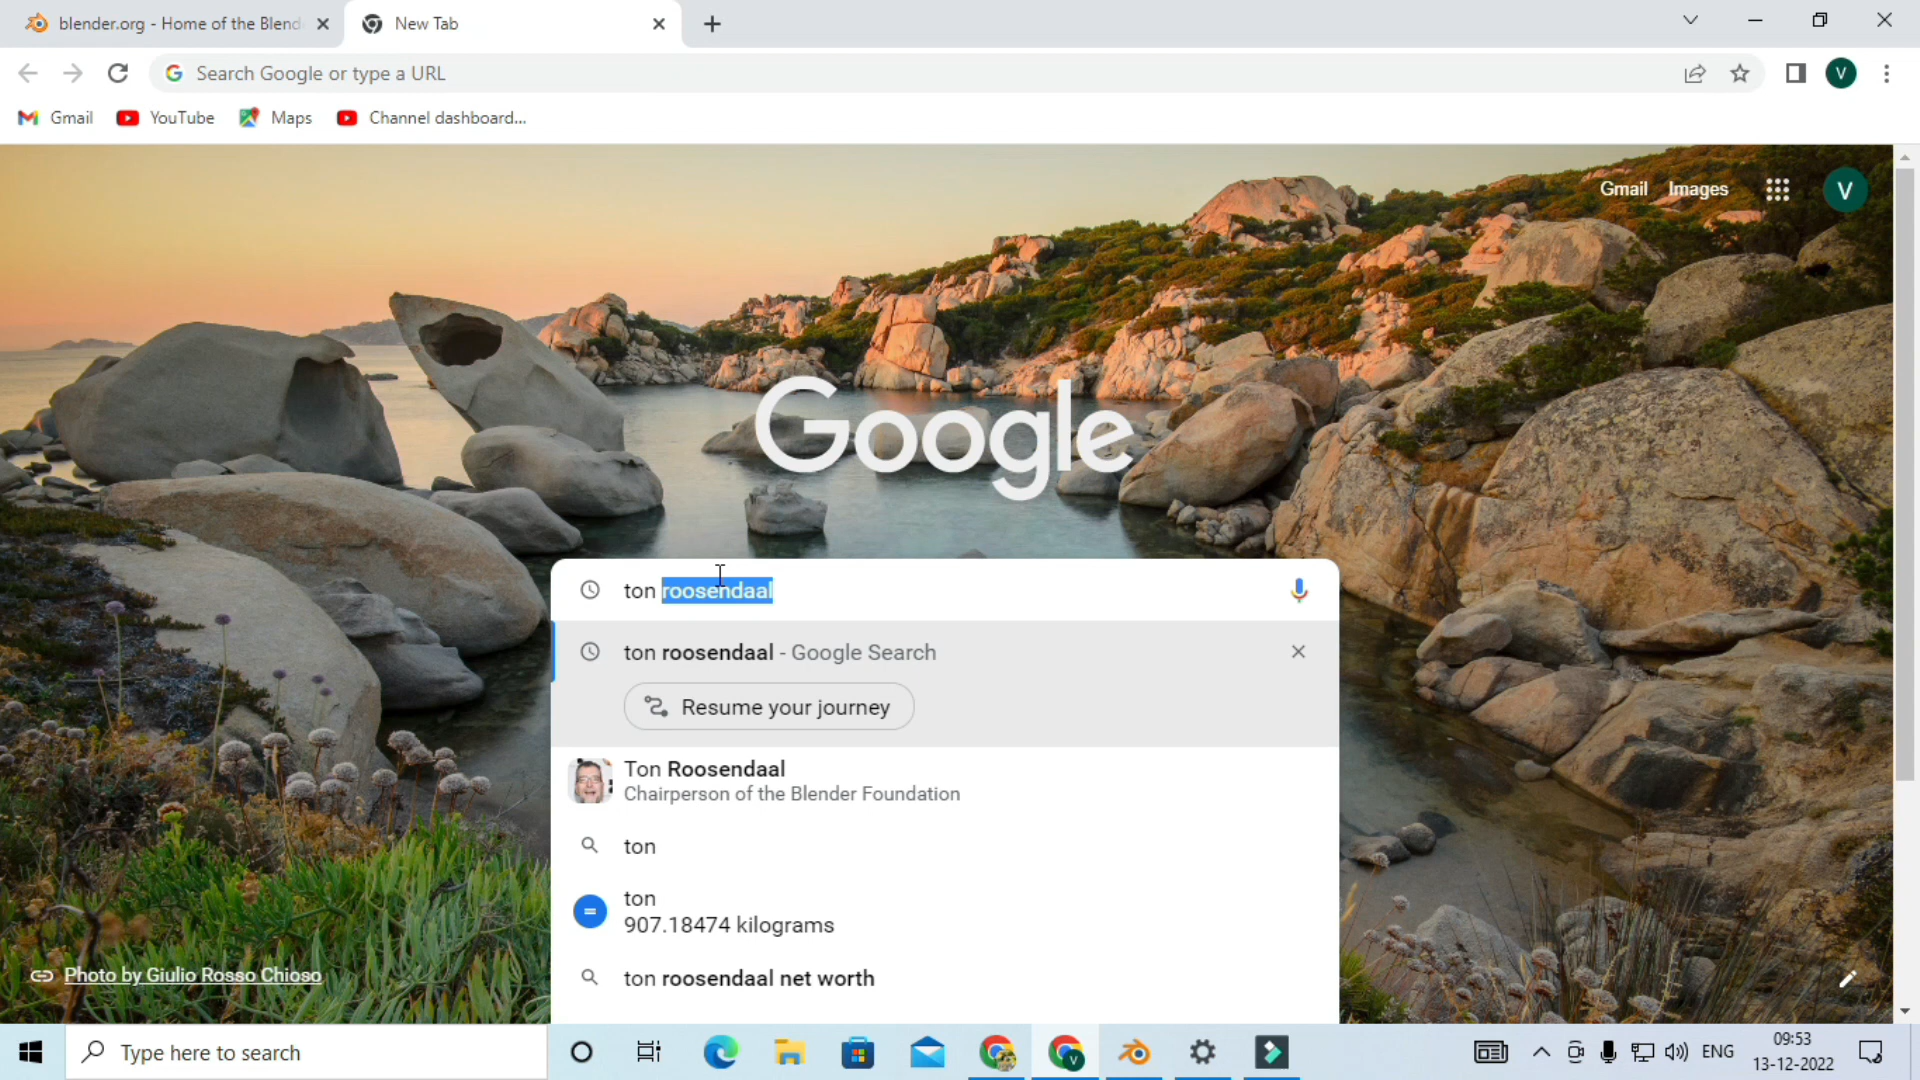 blender.org - Home of the Blend
New Tab
Search Google or type a URL
V
Gmail
YouTube
Maps
Channel dashboard...
Gmail
Images
V
Google
ton roosendaal
ton roosendaal - Google Search
Resume your journey
Ton Roosendaal
Chairperson of the Blender Foundation
ton
ton
907.18474 kilograms
ton roosendaal net worth
Photo by Giulio Rosso Chioso
Type here to search
V
ENG
09:53
13-12-2022